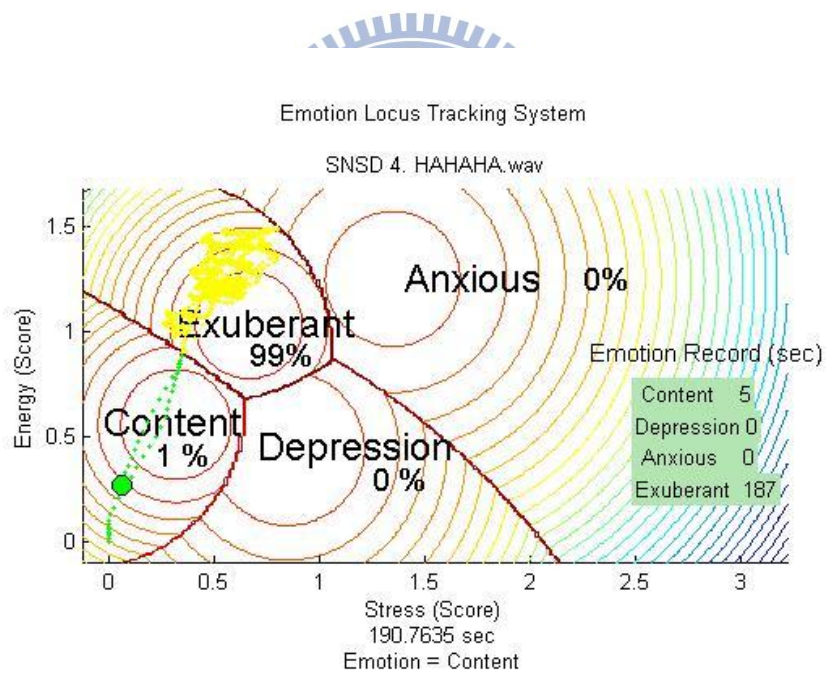 Emotion Locus Tracking System
SNSD 4. HAHAHA.wav
Energy (Score)
1.5
1
0.5
0
Anxious 0%
Exuberant
99%
Content
1 %
Depression
0 %
Emotion Record (sec)
Content 5
Depression 0
Anxious 0
Exuberant 187
0 0.5 1 1.5 2 2.5 3
Stress (Score)
190.7635 sec
Emotion = Content